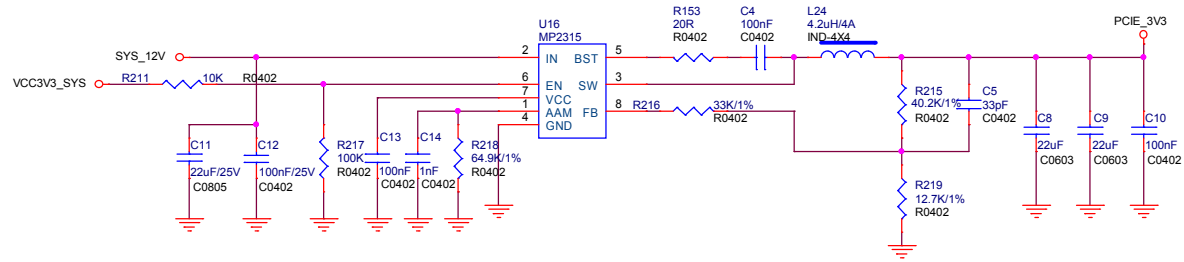 U16
MP2315
R153
20R
R0402
C4
100nF
C0402
L24
4.2uH/4A
IND-4X4
PCIE_3V3
SYS_12V
2
IN
BST
5
VCC3V3_SYS
R211
10K
R0402
6
EN
SW
3
7
VCC
1
AAM
FB
8
R216
33K/1%
R0402
4
GND
R215
40.2K/1%
R0402
C5
33pF
C0402
C11
22uF/25V
C0805
C12
100nF/25V
C0402
R217
100K
R0402
C13
100nF
C0402
C14
1nF
C0402
R218
64.9K/1%
R0402
C8
22uF
C0603
C9
22uF
C0603
C10
100nF
C0402
R219
12.7K/1%
R0402